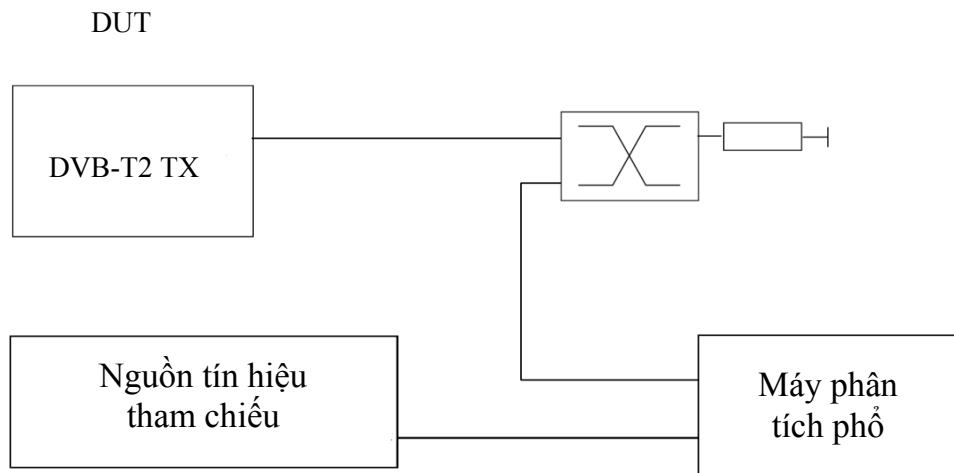 DUT
DVB-T2 TX
Nguồn tín hiệu
tham chiếu
Máy phân
tích phổ